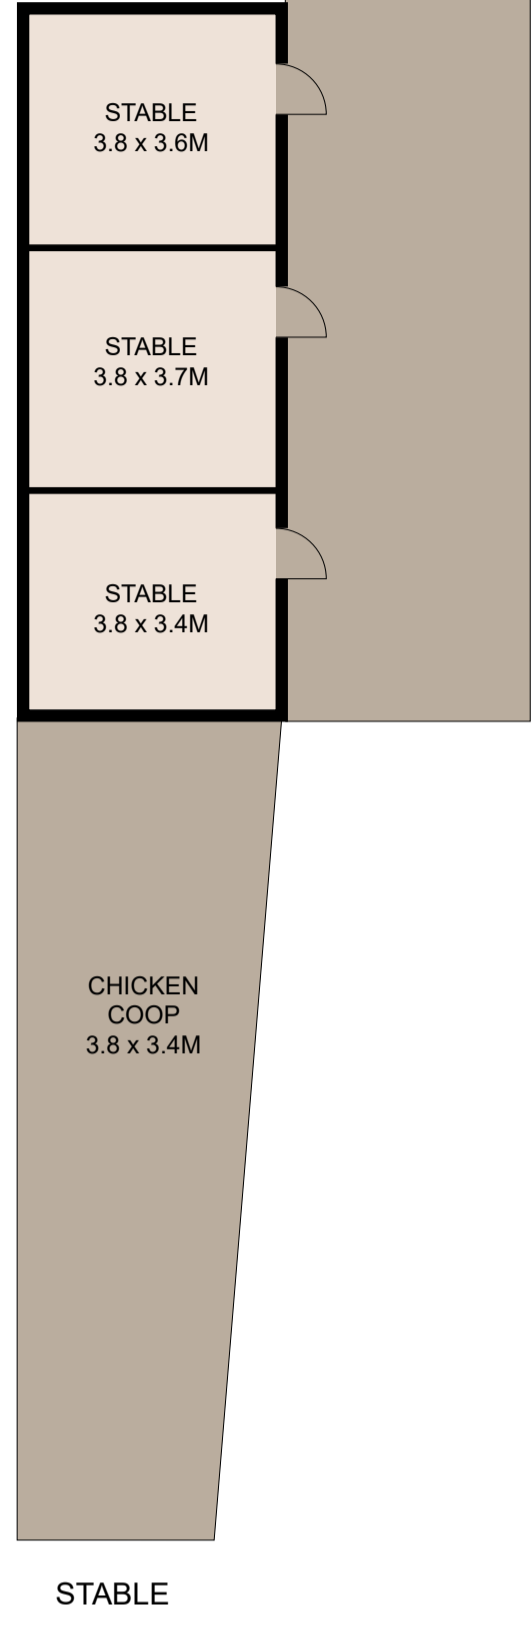 STABLE
3.8 x 3.6M
STABLE
3.8 x 3.7M
STABLE
3.8 x 3.4M
CHICKEN
COOP
3.8 x 3.4M
STABLE